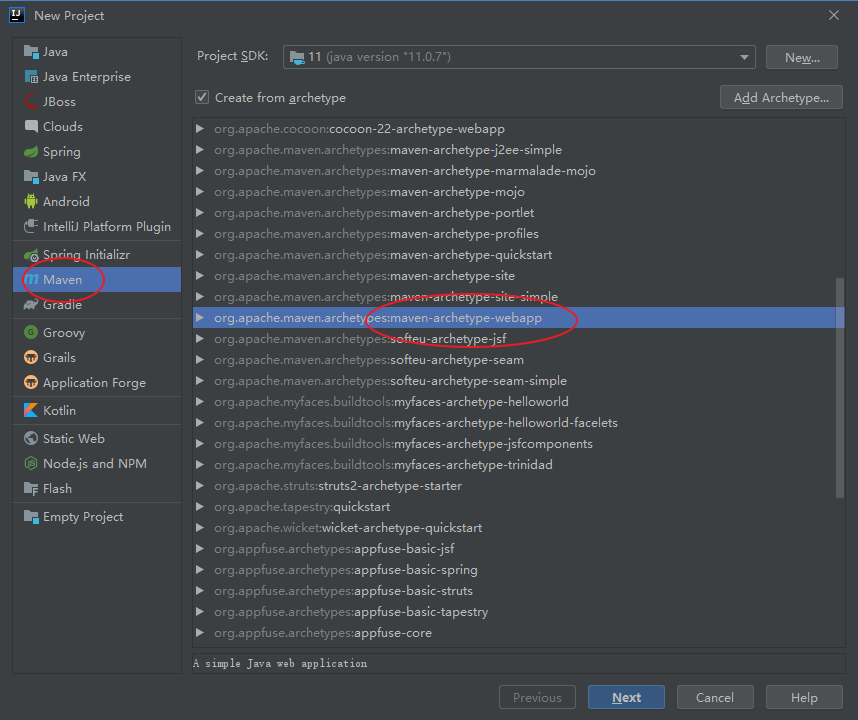 New Project
Java
Java Enterprise
JBoss
Clouds
Spring
Java FX
Android
IntelliJ Platform Plugin
Spring Initializr
Maven
Gradle
Groovy
Grails
Application Forge
Kotlin
Static Web
Node.js and NPM
Flash
Empty Project
Project SDK: 11 (java version "11.0.7") New...
Create from archetype Add Archetype...
org.apache.cocoon:cocoon-22-archetype-webapp
org.apache.maven.archetypes:maven-archetype-j2ee-simple
org.apache.maven.archetypes:maven-archetype-marmalade-mojo
org.apache.maven.archetypes:maven-archetype-mojo
org.apache.maven.archetypes:maven-archetype-portlet
org.apache.maven.archetypes:maven-archetype-profiles
org.apache.maven.archetypes:maven-archetype-quickstart
org.apache.maven.archetypes:maven-archetype-site
org.apache.maven.archetypes:maven-archetype-site-simple
org.apache.maven.archetypes:maven-archetype-webapp
org.apache.maven.archetypes:softeu-archetype-jsf
org.apache.maven.archetypes:softeu-archetype-seam
org.apache.maven.archetypes:softeu-archetype-seam-simple
org.apache.myfaces.buildtools:myfaces-archetype-helloworld
org.apache.myfaces.buildtools:myfaces-archetype-helloworld-facelets
org.apache.myfaces.buildtools:myfaces-archetype-jsfcomponents
org.apache.myfaces.buildtools:myfaces-archetype-trinidad
org.apache.struts:struts2-archetype-starter
org.apache.tapestry:quickstart
org.apache.wicket:wicket-archetype-quickstart
org.appfuse.archetypes:appfuse-basic-jsf
org.appfuse.archetypes:appfuse-basic-spring
org.appfuse.archetypes:appfuse-basic-struts
org.appfuse.archetypes:appfuse-basic-tapestry
org.appfuse.archetypes:appfuse-core
A simple Java web application
Previous Next Cancel Help